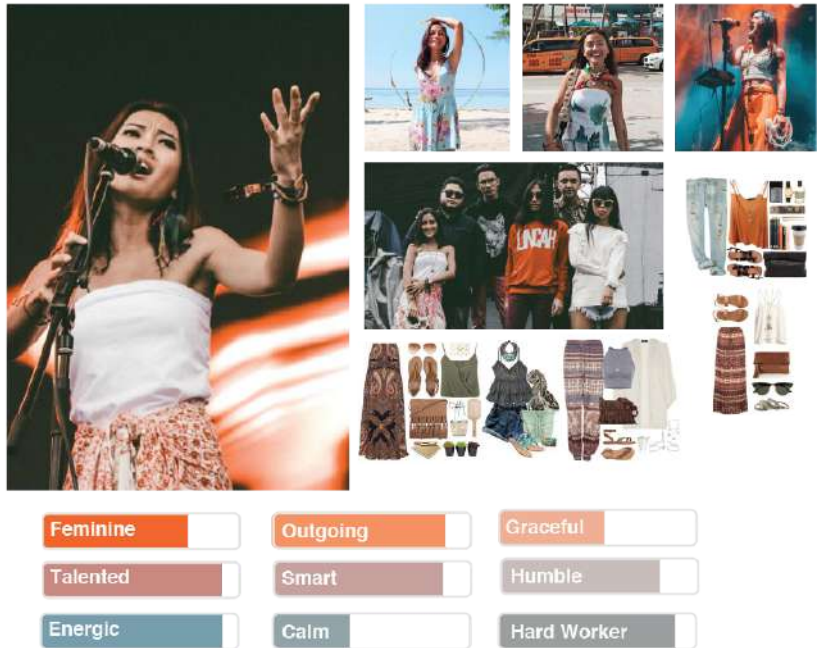 UNCAH
Feminine
Outgoing
Graceful
Talented
Smart
Humble
Energic
Calm
Hard Worker